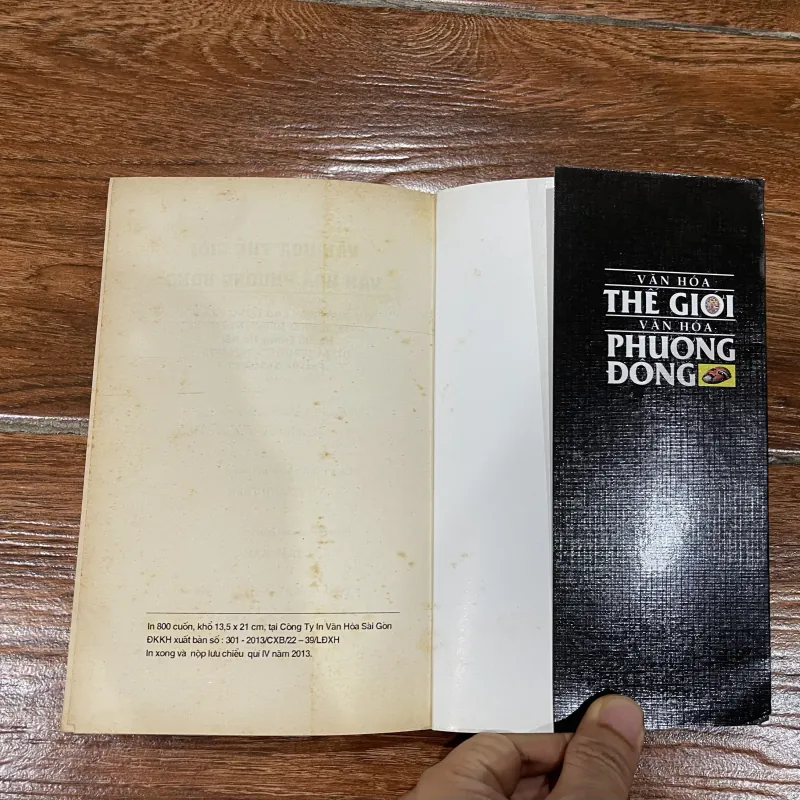 In 800 cuốn, khổ 13,5 x 21 cm, tại Công Ty In Văn Hóa Sài Gòn
ĐKKH xuất bản số : 301 - 2013/CXB/22 – 39/LĐXH
In xong và nộp lưu chiểu quí IV năm 2013.
VĂN HÓA
THẾ GIỚI
VĂN HÓA
PHƯƠNG
ĐÔNG